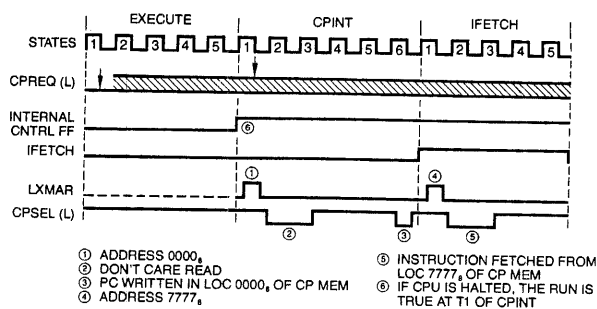 EXECUTE CPINT IFETCH
STATES 1 2 3 4 5 1 2 3 4 5 6 1 2 3 4 5
CPREQ (L)
INTERNAL
CNTRL FF ⑥
IFETCH
① ④
LXMAR
CPSEL (L)
② ③ ⑤
① ADDRESS 0000₈
② DON'T CARE READ
③ PC WRITTEN IN LOC 0000₈ OF CP MEM
④ ADDRESS 7777₈
⑤ INSTRUCTION FETCHED FROM
LOC 7777₈ OF CP MEM
⑥ IF CPU IS HALTED, THE RUN IS
TRUE AT T1 OF CPINT